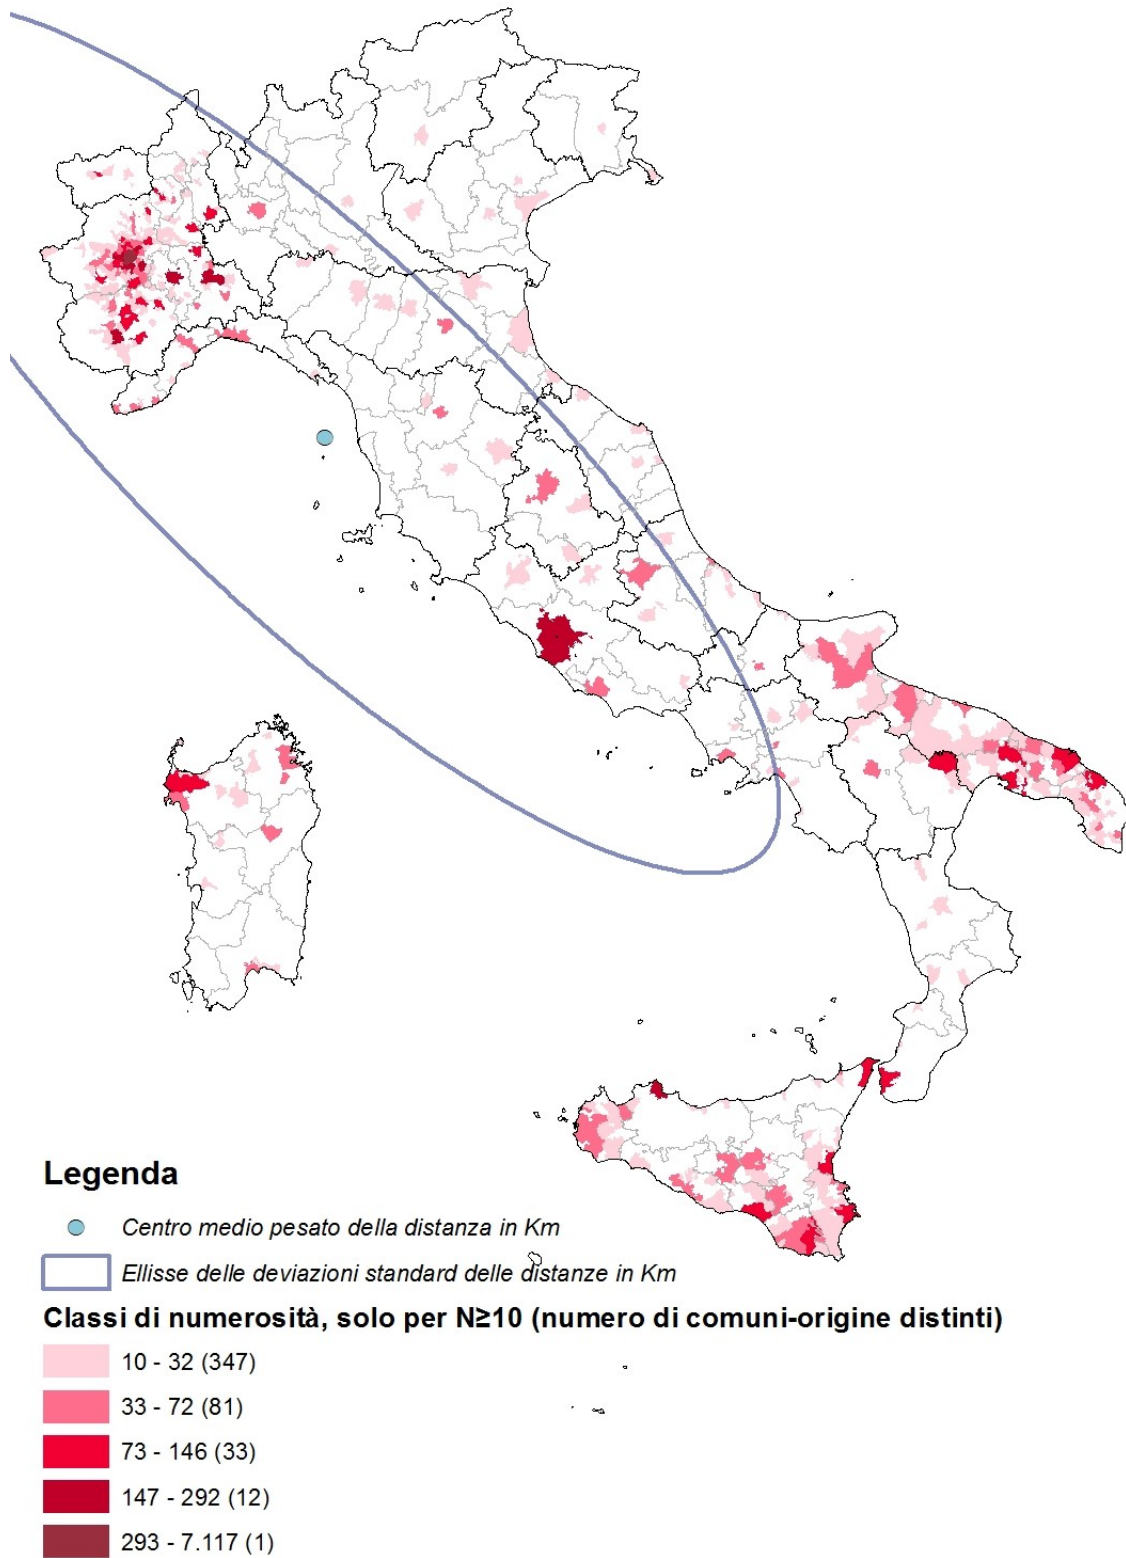 Legenda
Centro medio pesato della distanza in Km
Ellisse delle deviazioni standard delle distanze in Km
Classi di numerosità, solo per N≥10 (numero di comuni-origine distinti)
10 - 32 (347)
33 - 72 (81)
73 - 146 (33)
147 - 292 (12)
293 - 7.117 (1)